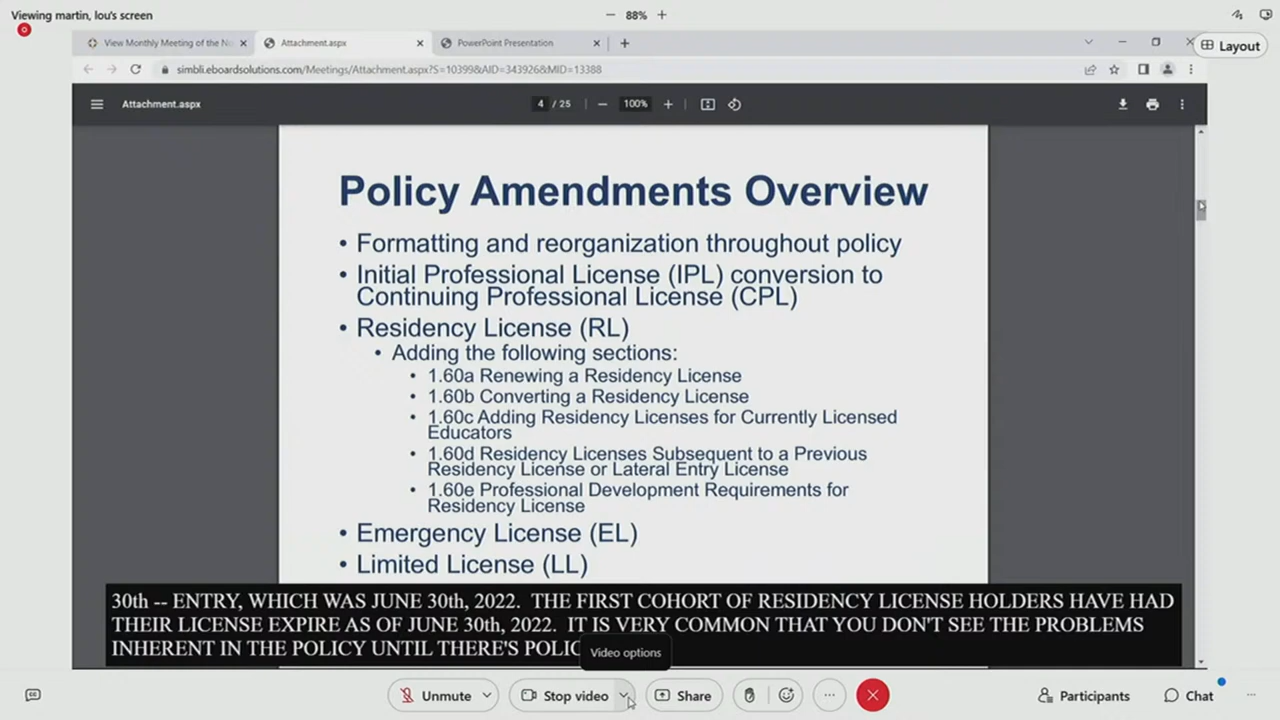 Viewing martin, lou's screen
88%
View Monthly Meeting of the No
Attachment.aspx
PowerPoint Presentation
Layout
simbli.eboardsolutions.com/Meetings/Attachment.aspx?S=10399&AID=343926&MID=13388
Attachment.aspx
4 / 25
100%
Policy Amendments Overview
• Formatting and reorganization throughout policy
• Initial Professional License (IPL) conversion to
Continuing Professional License (CPL)
• Residency License (RL)
• Adding the following sections:
• 1.60a Renewing a Residency License
• 1.60b Converting a Residency License
• 1.60c Adding Residency Licenses for Currently Licensed
Educators
• 1.60d Residency Licenses Subsequent to a Previous
Residency License or Lateral Entry License
• 1.60e Professional Development Requirements for
Residency License
• Emergency License (EL)
• Limited License (LL)
30th -- ENTRY, WHICH WAS JUNE 30th, 2022. THE FIRST COHORT OF RESIDENCY LICENSE HOLDERS HAVE HAD
THEIR LICENSE EXPIRE AS OF JUNE 30th, 2022. IT IS VERY COMMON THAT YOU DON'T SEE THE PROBLEMS
INHERENT IN THE POLICY UNTIL THERE'S POLIC
Video options
Unmute
Stop video
Share
Participants
Chat